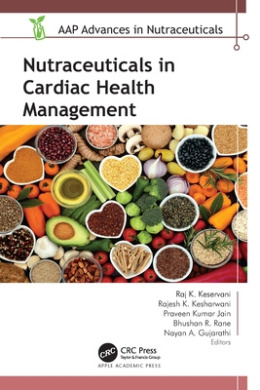 AAP Advances in Nutraceuticals
Nutraceuticals in
Cardiac Health
Management
Raj K. Keservani
Rajesh K. Kesharwani
Praveen Kumar Jain
Bhushan R. Rane
Nayan A. Gujarathi
Editors
CRC
CRC Press
Taylor & Francis Group
APPLE ACADEMIC PRESS